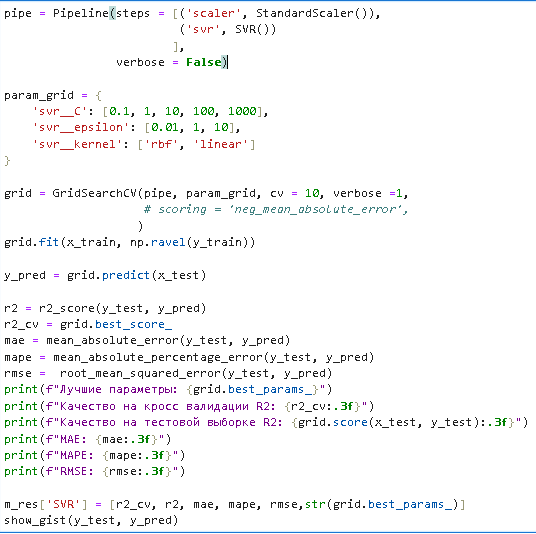 pipe = Pipeline(steps = [('scaler', StandardScaler()),
                         ('svr', SVR())
                        ],
                verbose = False)

param_grid = {
    'svr__C': [0.1, 1, 10, 100, 1000],
    'svr__epsilon': [0.01, 1, 10],
    'svr__kernel': ['rbf', 'linear']
}

grid = GridSearchCV(pipe, param_grid, cv = 10, verbose =1,
                    # scoring = 'neg_mean_absolute_error',
                   )
grid.fit(x_train, np.ravel(y_train))

y_pred = grid.predict(x_test)

r2 = r2_score(y_test, y_pred)
r2_cv = grid.best_score_
mae = mean_absolute_error(y_test, y_pred)
mape = mean_absolute_percentage_error(y_test, y_pred)
rmse =  root_mean_squared_error(y_test, y_pred)
print(f"Лучшие параметры: {grid.best_params_}")
print(f"Качество на кросс валидации R2: {r2_cv:.3f}")
print(f"Качество на тестовой выборке R2: {grid.score(x_test, y_test):.3f}")
print(f"MAE: {mae:.3f}")
print(f"MAPE: {mape:.3f}")
print(f"RMSE: {rmse:.3f}")

m_res['SVR'] = [r2_cv, r2, mae, mape, rmse,str(grid.best_params_)]
show_gist(y_test, y_pred)